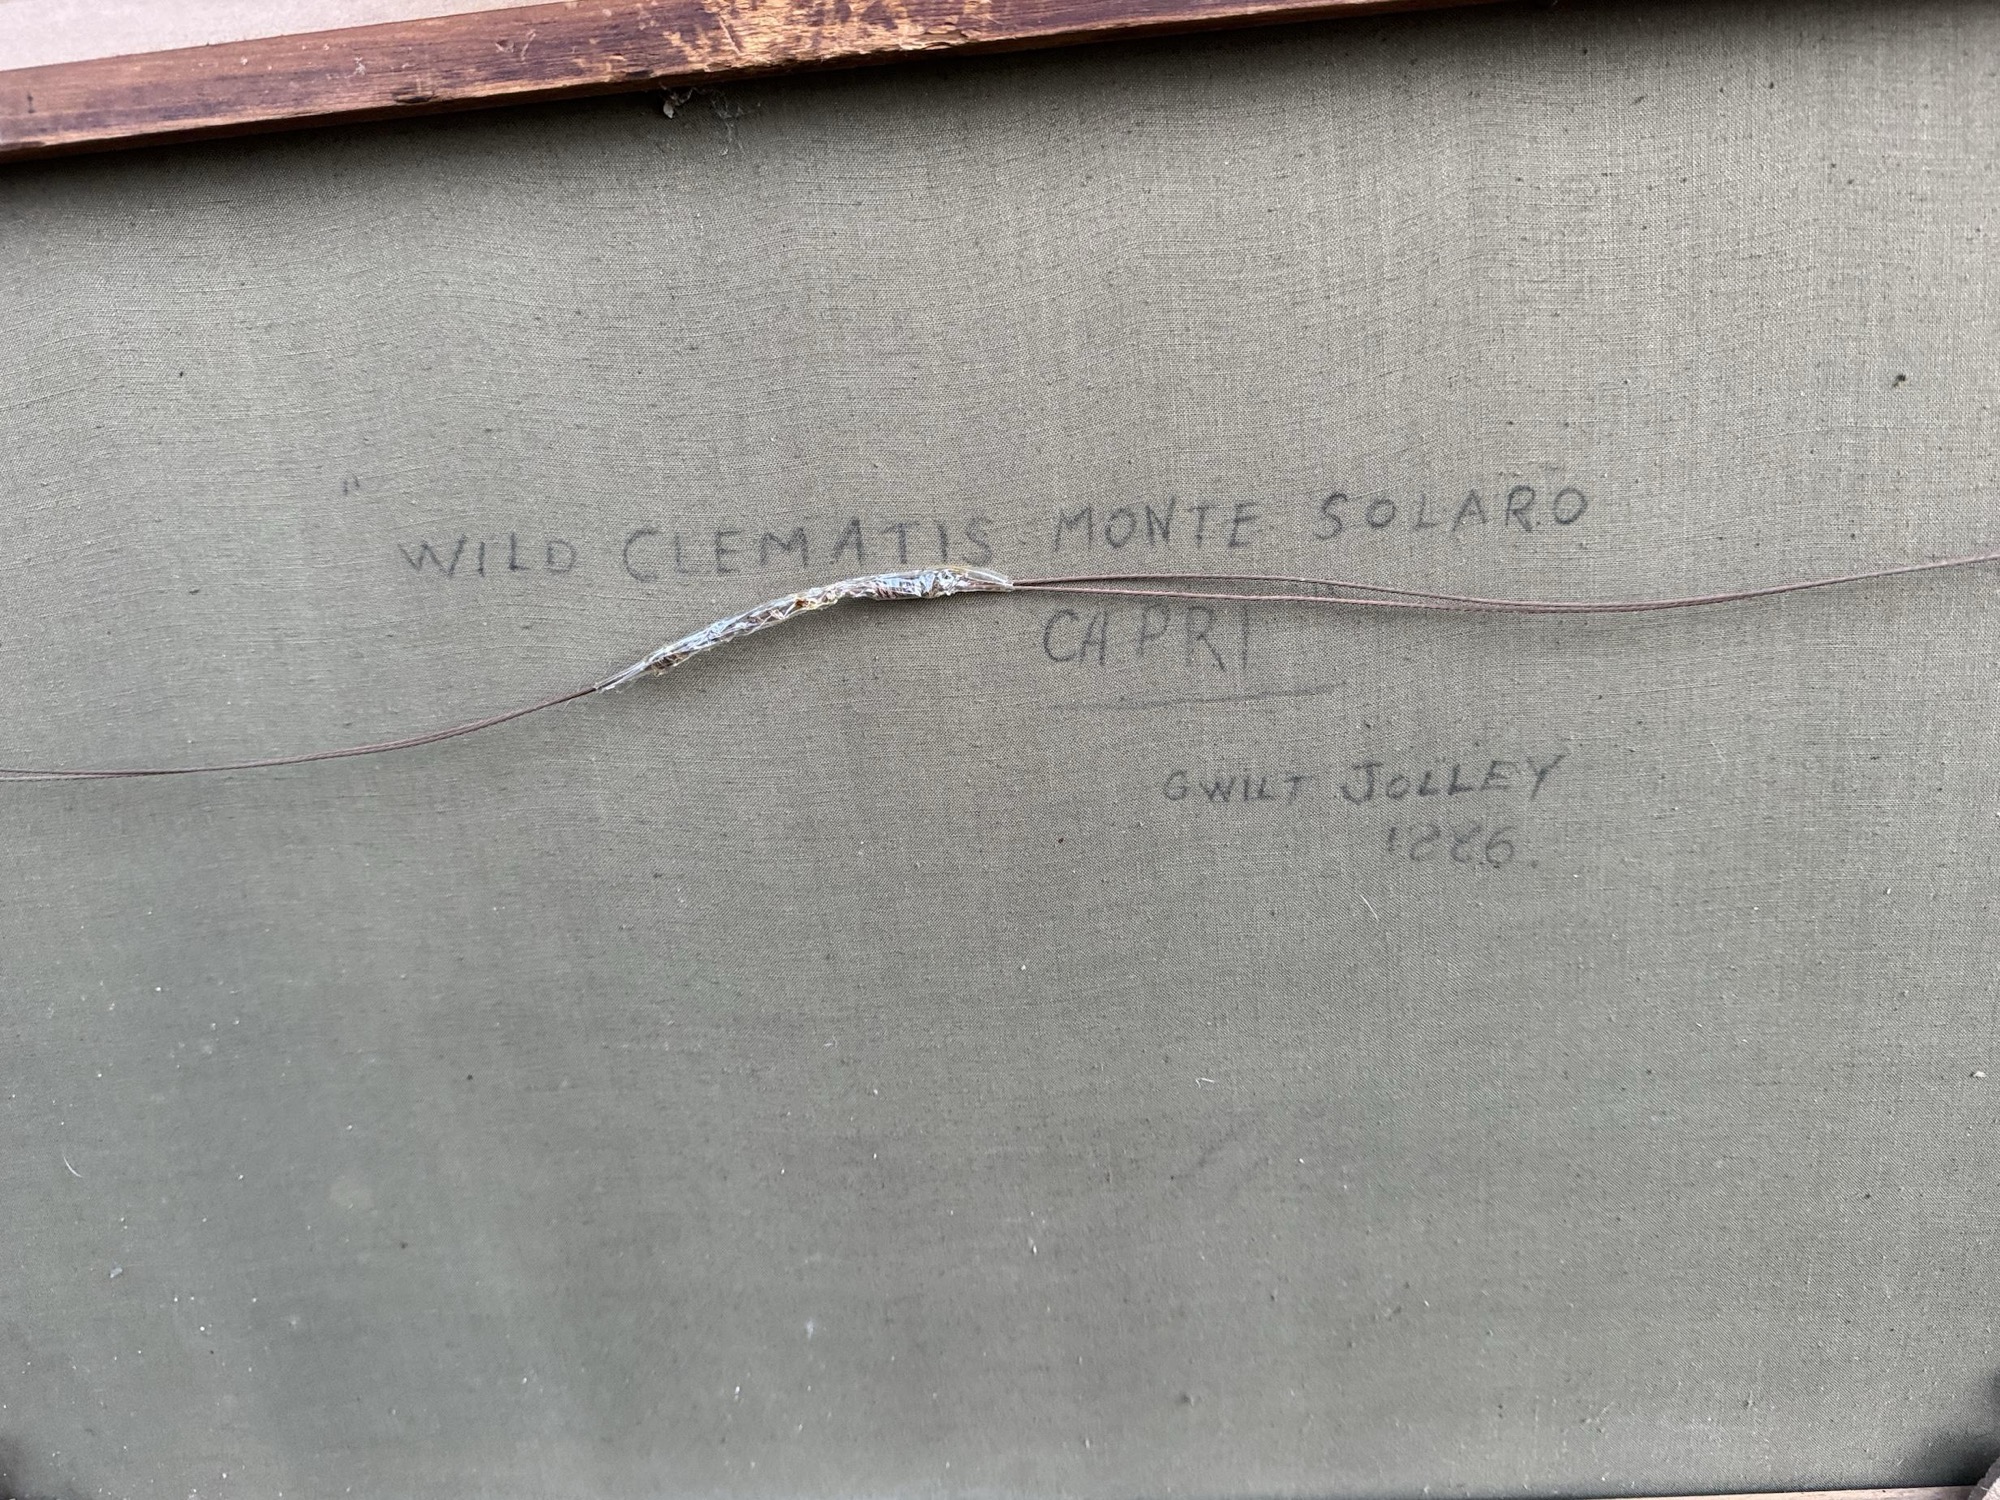 " WILD CLEMATIS MONTE SOLARO
CAPRI
GWILT JOLLEY
1886.